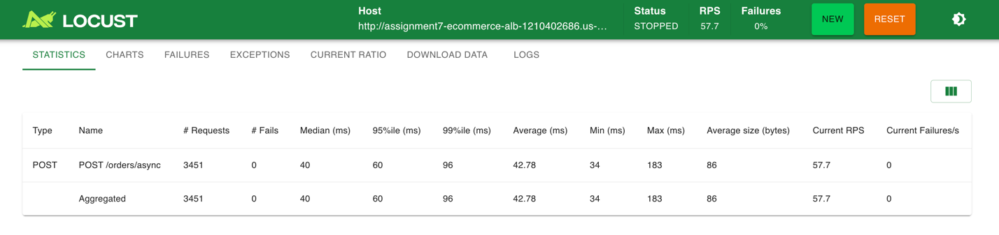 LOCUST
Host
http://assignment7-ecommerce-alb-1210402686.us-...
Status
STOPPED
RPS
57.7
Failures
0%
NEW
RESET
STATISTICS CHARTS FAILURES EXCEPTIONS CURRENT RATIO DOWNLOAD DATA LOGS
Type Name # Requests # Fails Median (ms) 95%ile (ms) 99%ile (ms) Average (ms) Min (ms) Max (ms) Average size (bytes) Current RPS Current Failures/s
POST POST /orders/async 3451 0 40 60 96 42.78 34 183 86 57.7 0
Aggregated 3451 0 40 60 96 42.78 34 183 86 57.7 0